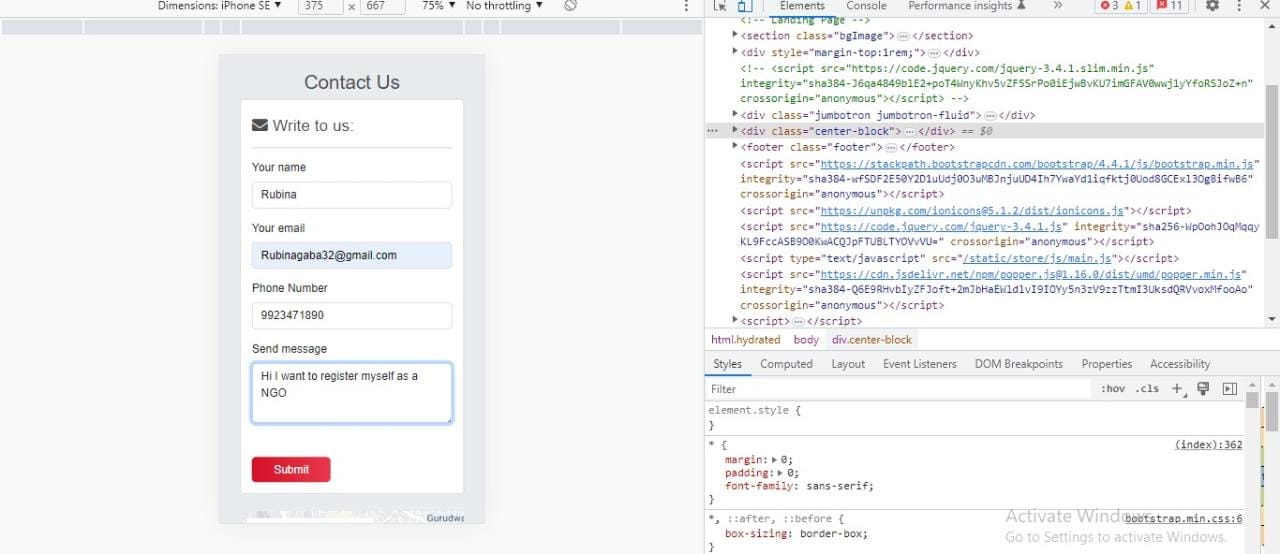 Dimensions: iPhone SE ▼ 375 × 667 75% ▼ No throttling ▼
Elements Console Performance insights » 3 1 11
Contact Us
Write to us:
Your name
Rubina
Your email
Rubinagaba32@gmail.com
Phone Number
9923471890
Send message
Hi I want to register myself as a
NGO
Submit
Gurudwa
<!-- Landing Page -->
<section class="bgImage">…</section>
<div style="margin-top:1rem;">…</div>
<!-- <script src="https://code.jquery.com/jquery-3.4.1.slim.min.js"
integrity="sha384-J6qa4849blE2+poT4WnyKhv5vZF5SrPo0iEjwBvKU7imGFAV0wwj1yYfoRSJoZ+n"
crossorigin="anonymous"></script> -->
<div class="jumbotron jumbotron-fluid">…</div>
<div class="center-block">…</div> == $0
<footer class="footer">…</footer>
<script src="https://stackpath.bootstrapcdn.com/bootstrap/4.4.1/js/bootstrap.min.js"
integrity="sha384-wfSDF2E50Y2D1uUdj0O3uMBJnjuUD4Ih7YwaYd1iqfktj0Uod8GCExl3Og8ifwB6"
crossorigin="anonymous"></script>
<script src="https://unpkg.com/ionicons@5.1.2/dist/ionicons.js"></script>
<script src="https://code.jquery.com/jquery-3.4.1.js" integrity="sha256-WpOohJOqMqqy
KL9FccASB9O0KwACQJpFTUBLTYOVvVU=" crossorigin="anonymous"></script>
<script type="text/javascript" src="/static/store/js/main.js"></script>
<script src="https://cdn.jsdelivr.net/npm/popper.js@1.16.0/dist/umd/popper.min.js"
integrity="sha384-Q6E9RHvbIyZFJoft+2mJbHaEWldlvI9IOYy5n3zV9zzTtmI3UksdQRVvoxMfooAo"
crossorigin="anonymous"></script>
<script>…</script>
html.hydrated body div.center-block
Styles Computed Layout Event Listeners DOM Breakpoints Properties Accessibility
Filter :hov .cls +
element.style {
}
* { (index):362
margin: 0;
padding: 0;
font-family: sans-serif;
}
*, ::after, ::before { bootstrap.min.css:6
box-sizing: border-box;
}
Activate Windows
Go to Settings to activate Windows.